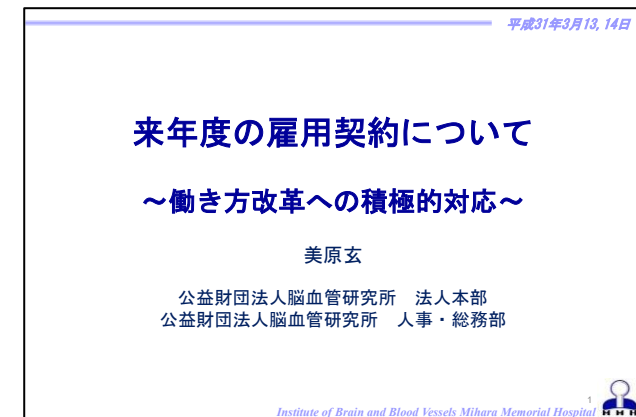 平成31年3月13, 14日
来年度の雇用契約について
～働き方改革への積極的対応～
美原玄
公益財団法人脳血管研究所　法人本部
公益財団法人脳血管研究所　人事・総務部
1
Institute of Brain and Blood Vessels Mihara Memorial Hospital